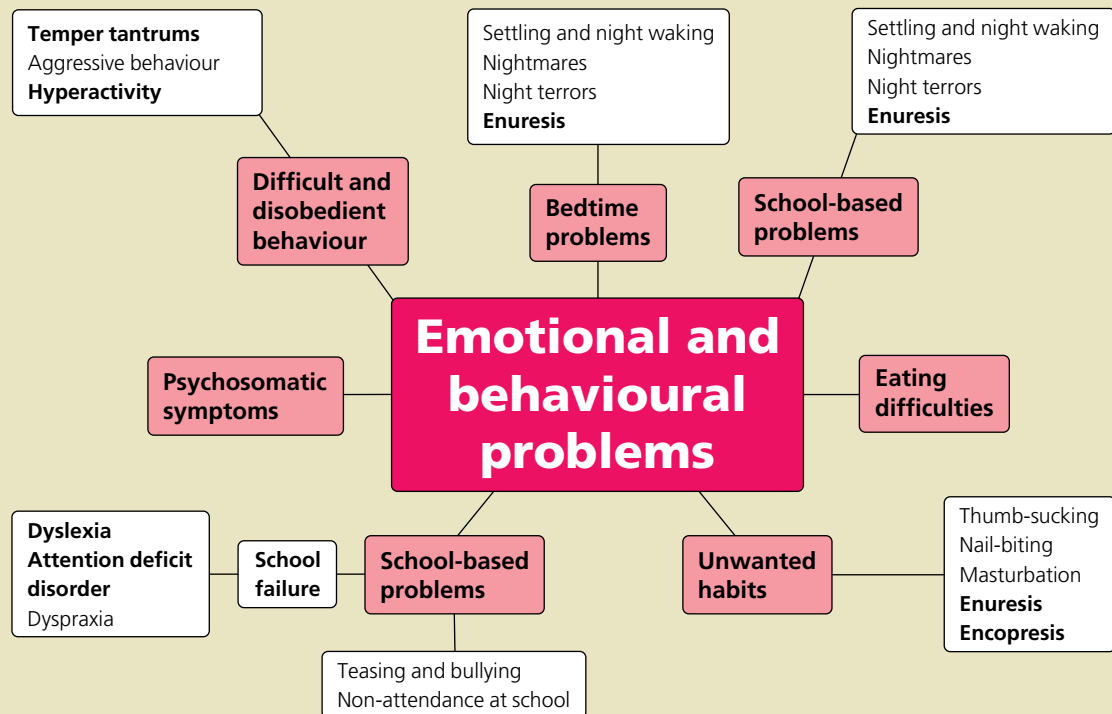 Temper tantrums
Aggressive behaviour
Hyperactivity
Settling and night waking
Nightmares
Night terrors
Enuresis
Settling and night waking
Nightmares
Night terrors
Enuresis
Difficult and
disobedient
behaviour
Bedtime
problems
School-based
problems
Emotional and
behavioural
problems
Psychosomatic
symptoms
Eating
difficulties
Dyslexia
Attention deficit
disorder
Dyspraxia
School
failure
School-based
problems
Unwanted
habits
Thumb-sucking
Nail-biting
Masturbation
Enuresis
Encopresis
Teasing and bullying
Non-attendance at school